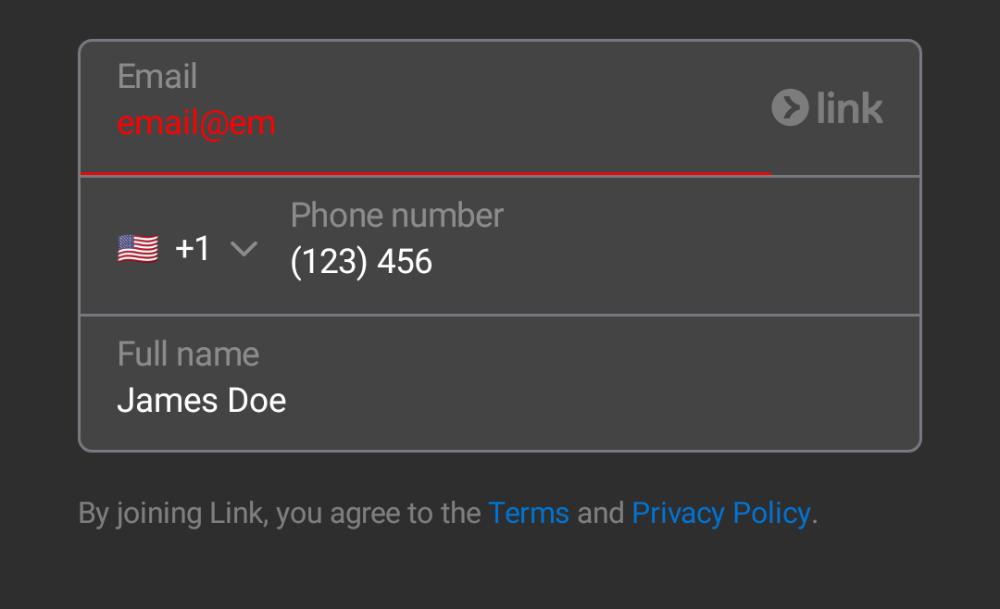 Email
email@em
link
Phone number
+1
(123) 456
Full name
James Doe
By joining Link, you agree to the Terms and Privacy Policy.